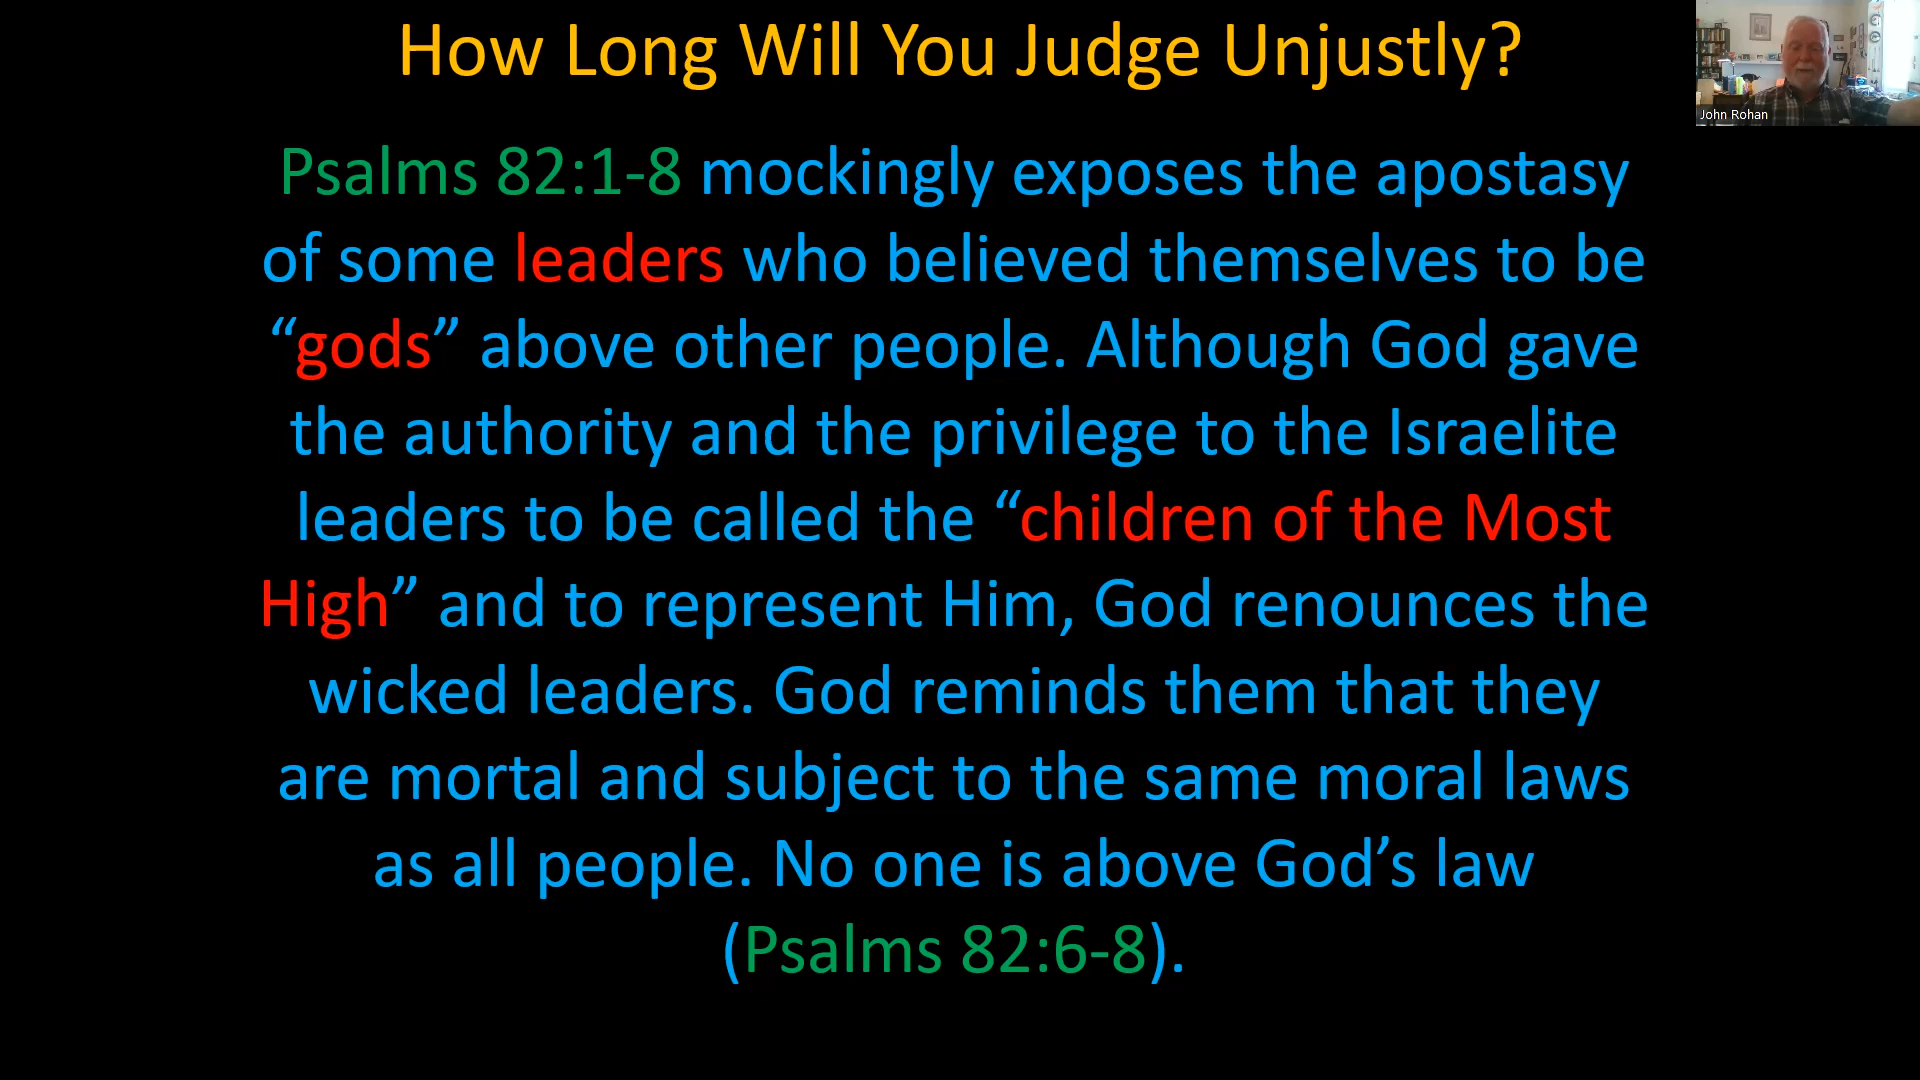 How Long Will You Judge Unjustly?
John Rohan
Psalms 82:1-8 mockingly exposes the apostasy
of some leaders who believed themselves to be
“gods” above other people. Although God gave
the authority and the privilege to the Israelite
leaders to be called the “children of the Most
High” and to represent Him, God renounces the
wicked leaders. God reminds them that they
are mortal and subject to the same moral laws
as all people. No one is above God’s law
(Psalms 82:6-8).